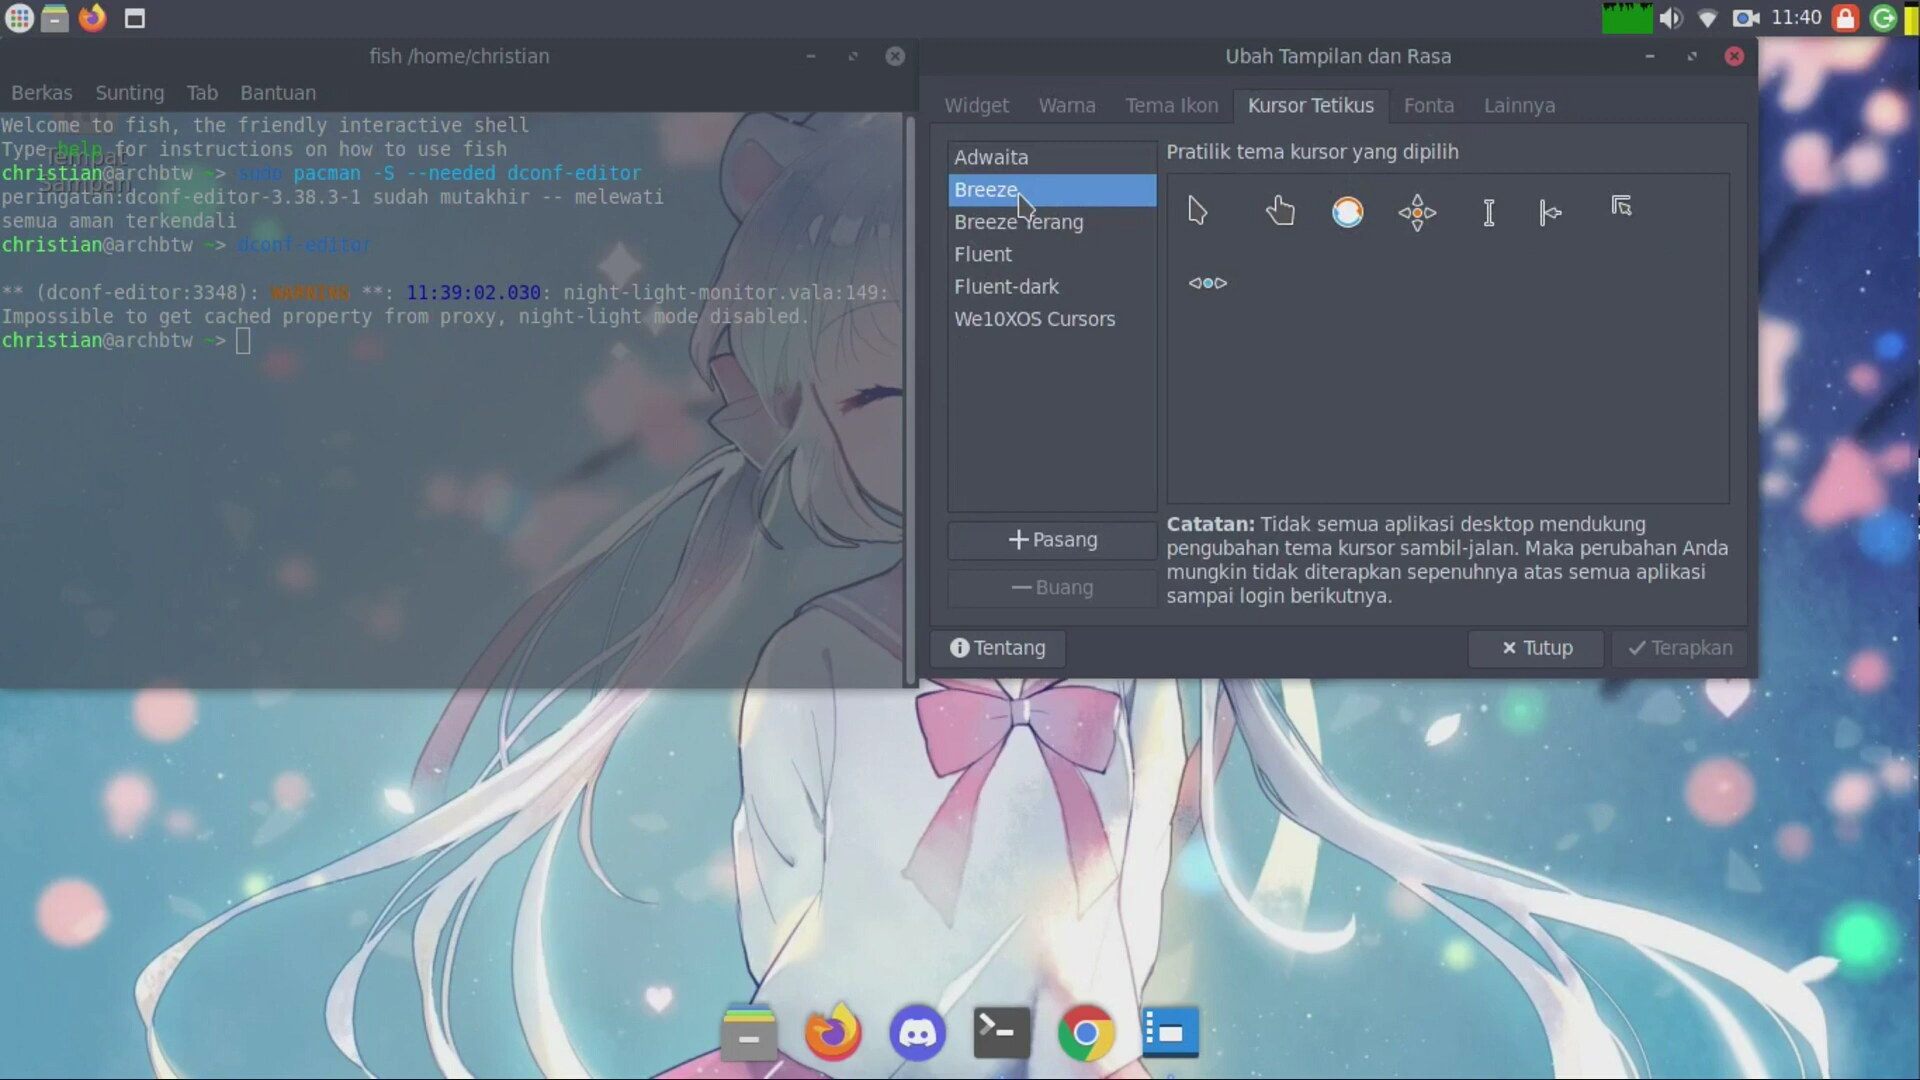 11:40
fish /home/christian
Berkas Sunting Tab Bantuan
Welcome to fish, the friendly interactive shell
Type help for instructions on how to use fish
christian@archbtw ~> sudo pacman -S --needed dconf-editor
peringatan:dconf-editor-3.38.3-1 sudah mutakhir -- melewati
semua aman terkendali
christian@archbtw ~> dconf-editor
** (dconf-editor:3348): WARNING **: 11:39:02.030: night-light-monitor.vala:149:
Impossible to get cached property from proxy, night-light mode disabled.
christian@archbtw ~>
Tempat
Sampah
Ubah Tampilan dan Rasa
Widget Warna Tema Ikon Kursor Tetikus Fonta Lainnya
Adwaita
Breeze
Breeze Terang
Fluent
Fluent-dark
We10XOS Cursors
Pasang
Buang
Pratilik tema kursor yang dipilih
Catatan: Tidak semua aplikasi desktop mendukung
pengubahan tema kursor sambil-jalan. Maka perubahan Anda
mungkin tidak diterapkan sepenuhnya atas semua aplikasi
sampai login berikutnya.
Tentang Tutup Terapkan